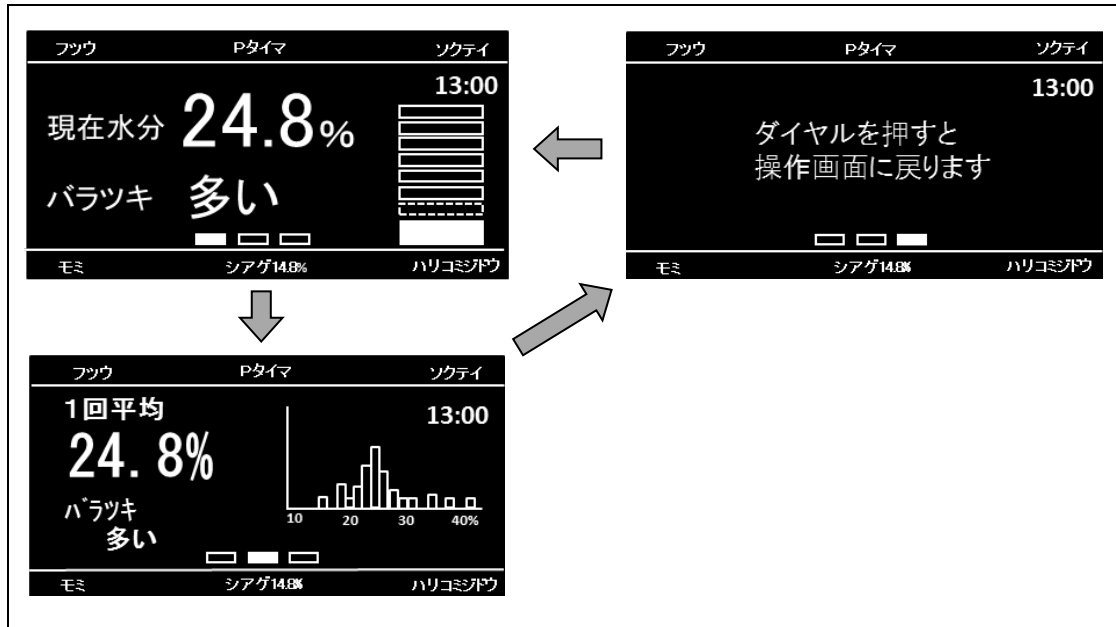 フツウ Pタイマ ソクテイ
13:00
現在水分 24.8%
バラツキ 多い
モミ シアゲ14.8% ハリコミジドウ
フツウ Pタイマ ソクテイ
13:00
ダイヤルを押すと
操作画面に戻ります
モミ シアゲ14.8% ハリコミジドウ
フツウ Pタイマ ソクテイ
1回平均
13:00
24.8%
バラツキ
多い
10 20 30 40%
モミ シアゲ14.8% ハリコミジドウ